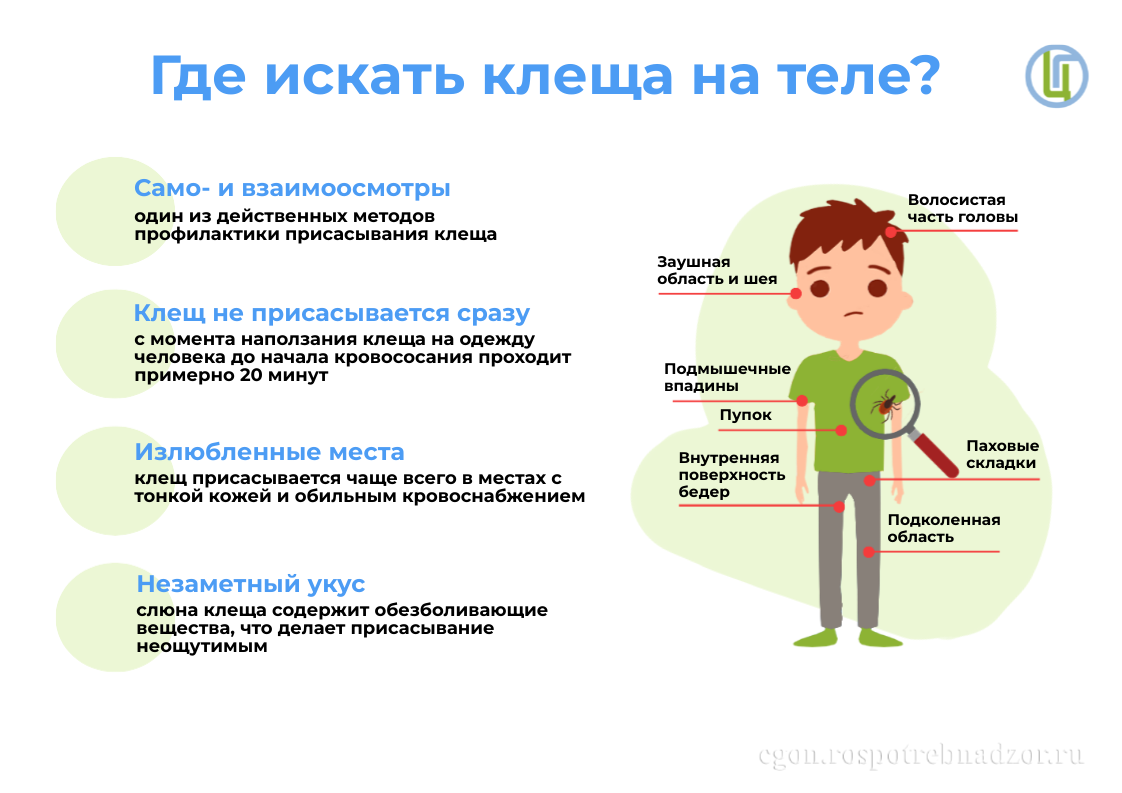 Где искать клеща на теле?
Само- и взаимоосмотры
один из действенных методов
профилактики присасывания клеща
Клещ не присасывается сразу
с момента наползания клеща на одежду
человека до начала кровососания проходит
примерно 20 минут
Излюбленные места
клещ присасывается чаще всего в местах с
тонкой кожей и обильным кровоснабжением
Незаметный укус
слюна клеща содержит обезболивающие
вещества, что делает присасывание
неощутимым
Волосистая
часть головы
Заушная
область и шея
Подмышечные
впадины
Пупок
Внутренняя
поверхность
бедер
Паховые
складки
Подколенная
область
cgon.rospotrebnadzor.ru